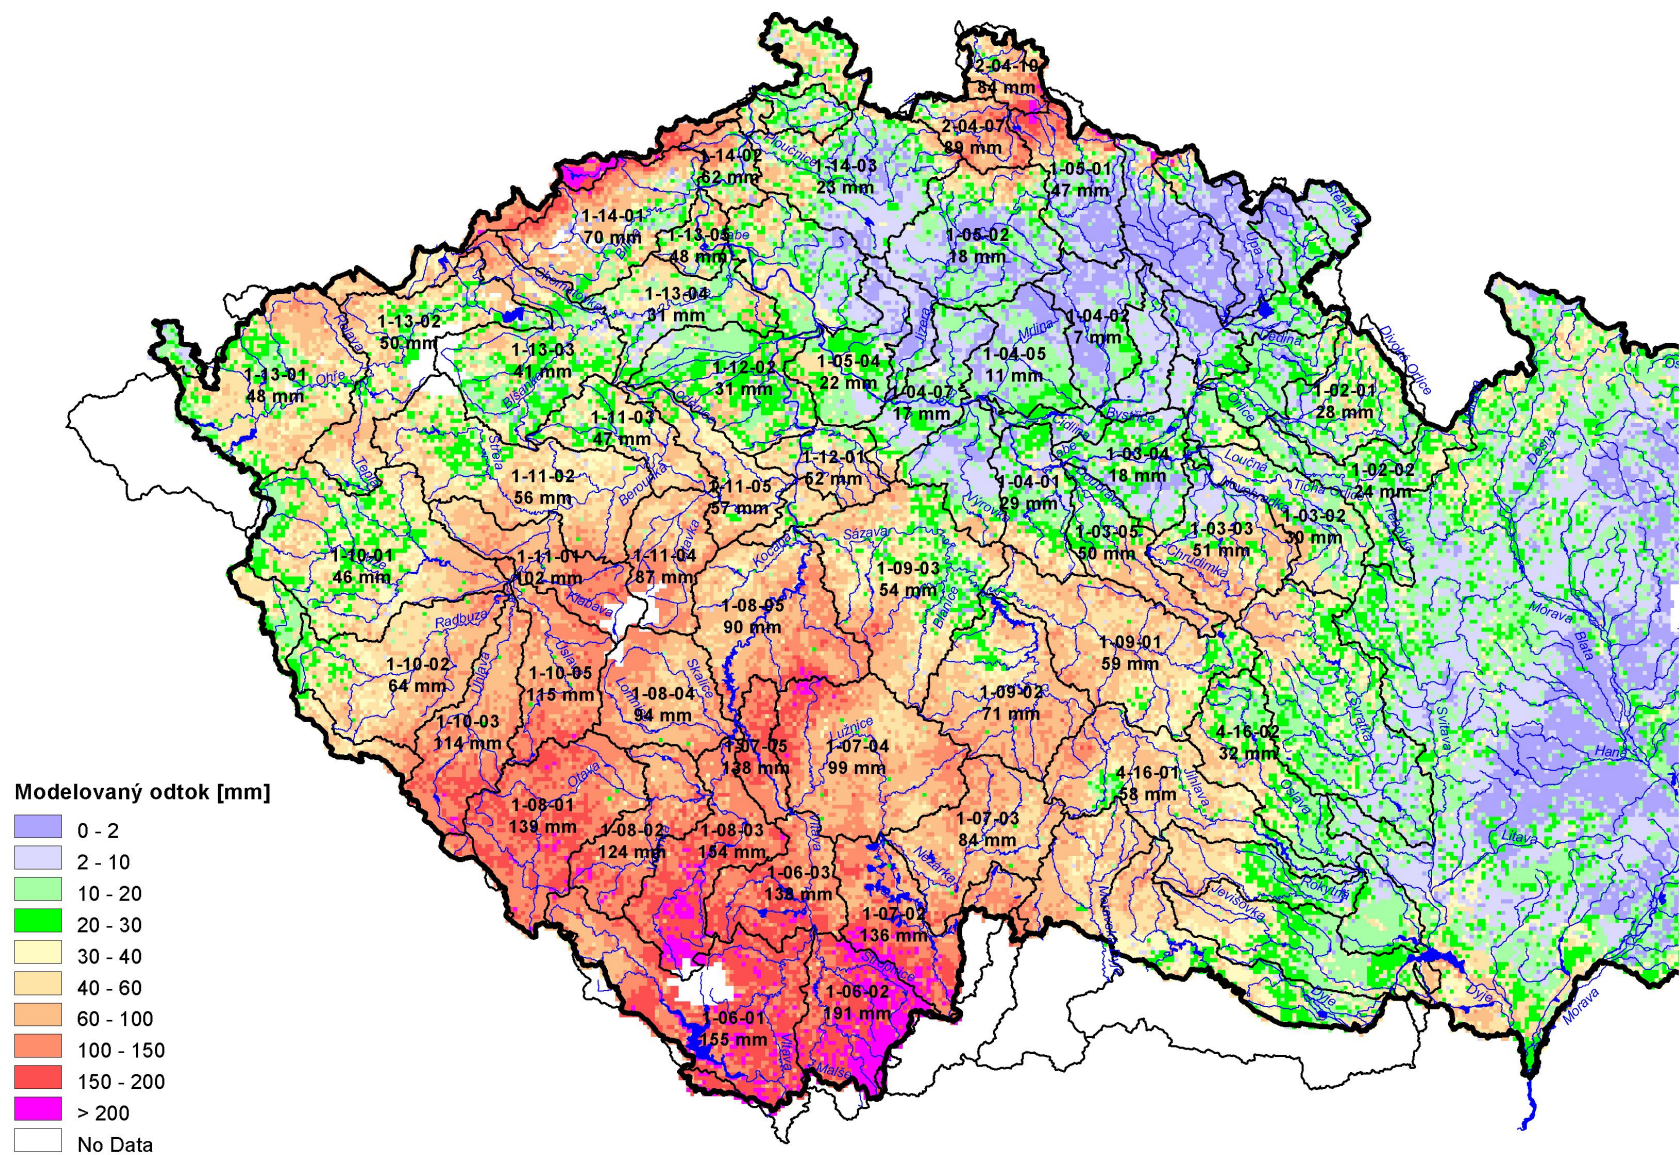 2-04-10
84 mm
2-04-07
89 mm
1-14-02
62 mm
Ploučnice
1-14-03
23 mm
1-05-01
47 mm
Stěnava
1-14-01
70 mm
Bílina
1-13-05
48 mm
Labe
1-05-02
18 mm
Úpa
Chomutovka
1-13-04
31 mm
1-13-02
50 mm
Rolava
1-13-03
41 mm
Blšanka
Jizera
Mrlina
1-04-02
7 mm
1-04-05
11 mm
Dědina
Divoká Orlice
1-13-01
48 mm
Ohře
1-12-02
31 mm
1-05-04
22 mm
1-04-07
17 mm
1-02-01
28 mm
Orlice
Bystřice
Cidlina
1-11-03
47 mm
Střela
Teplá
1-11-02
56 mm
Berounka
1-12-01
62 mm
1-11-05
57 mm
Labe
Doubrava
1-03-04
18 mm
1-04-01
29 mm
Výrovka
Loučná
Novohradka
Tichá Orlice
1-02-02
24 mm
Třebovka
Desná
1-03-02
30 mm
1-03-03
51 mm
1-03-05
50 mm
Chrudimka
Sázava
Kocába
1-10-01
46 mm
Mže
1-11-01
102 mm
1-11-04
87 mm
Klabava
1-09-03
54 mm
Blanice
1-08-05
90 mm
Radbuza
Morava
Blata
1-09-01
59 mm
1-10-02
64 mm
Úhlava
Úslava
1-10-05
115 mm
Lomnice
Skalice
1-08-04
94 mm
1-09-02
71 mm
Svratka
Svitava
1-10-03
114 mm
1-07-05
138 mm
Lužnice
1-07-04
99 mm
4-16-02
32 mm
Haná
4-16-01
58 mm
Jihlava
Oslava
Modelovaný odtok [mm]
0 - 2
2 - 10
10 - 20
20 - 30
30 - 40
40 - 60
60 - 100
100 - 150
150 - 200
> 200
No Data
Otava
1-08-01
139 mm
1-08-02
124 mm
1-08-03
154 mm
Vltava
1-07-03
84 mm
Nežárka
Litava
Rokytná
Jevišovka
1-06-03
138 mm
1-07-02
136 mm
Stropnice
1-06-02
191 mm
1-06-01
155 mm
Vltava
Malše
Dyje
Dyje
Morava